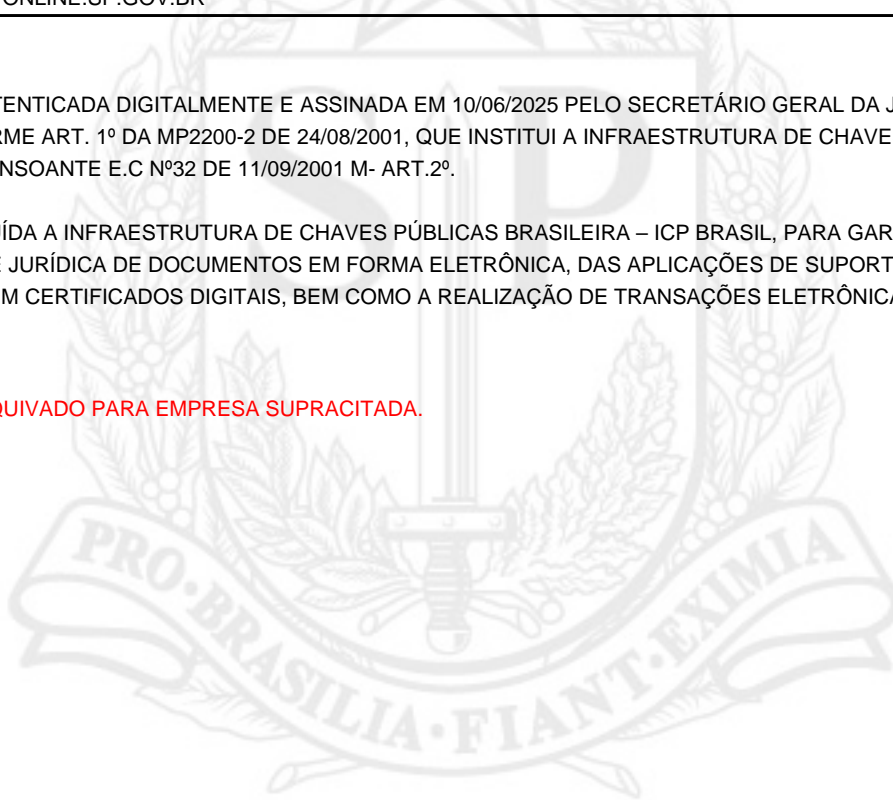 ONLINE.SP.GOV.BR
TENTICADA DIGITALMENTE E ASSINADA EM 10/06/2025 PELO SECRETÁRIO GERAL DA J
RME ART. 1º DA MP2200-2 DE 24/08/2001, QUE INSTITUI A INFRAESTRUTURA DE CHAVE
NSOANTE E.C Nº32 DE 11/09/2001 M- ART.2º.
UÍDA A INFRAESTRUTURA DE CHAVES PÚBLICAS BRASILEIRA – ICP BRASIL, PARA GAR
E JURÍDICA DE DOCUMENTOS EM FORMA ELETRÔNICA, DAS APLICAÇÕES DE SUPORT
M CERTIFICADOS DIGITAIS, BEM COMO A REALIZAÇÃO DE TRANSAÇÕES ELETRÔNICA
QUIVADO PARA EMPRESA SUPRACITADA.
SP
PRO·BRASILIA·FIANT·EXIMIA